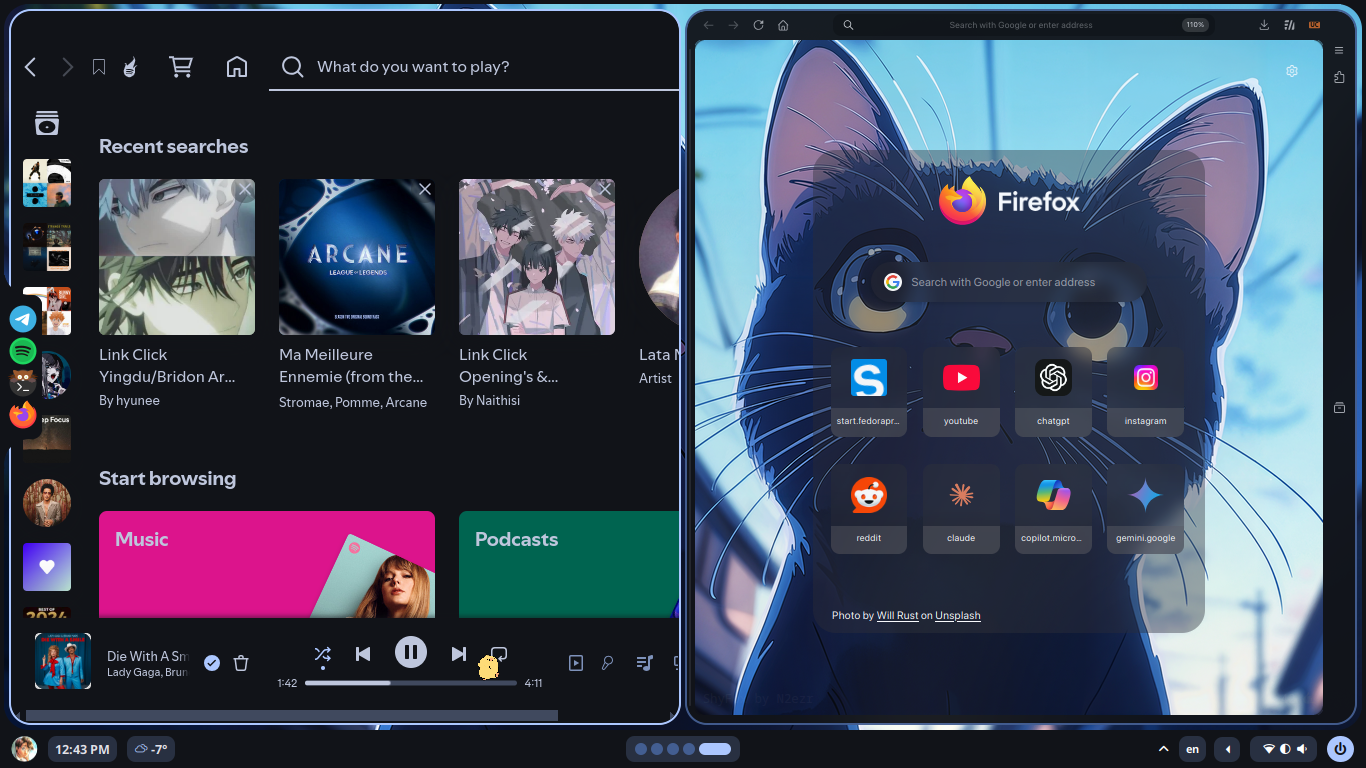 What do you want to play?
Recent searches
ARCANE
LEAGUE OF LEGENDS
Link Click
Yingdu/Bridon Ar...
By hyunee
Ma Meilleure
Ennemie (from the...
Stromae, Pomme, Arcane
Link Click
Opening's &...
By Naithisi
Lata
Artist
Start browsing
Music
Podcasts
Focus
BEST OF
2024
Die With A Sm
Lady Gaga, Brun
1:42
4:11
Search with Google or enter address
110%
Firefox
Search with Google or enter address
start.fedorapr...
youtube
chatgpt
instagram
reddit
claude
copilot.micro...
gemini.google
Photo by Will Rust on Unsplash
12:43 PM
-7°
en